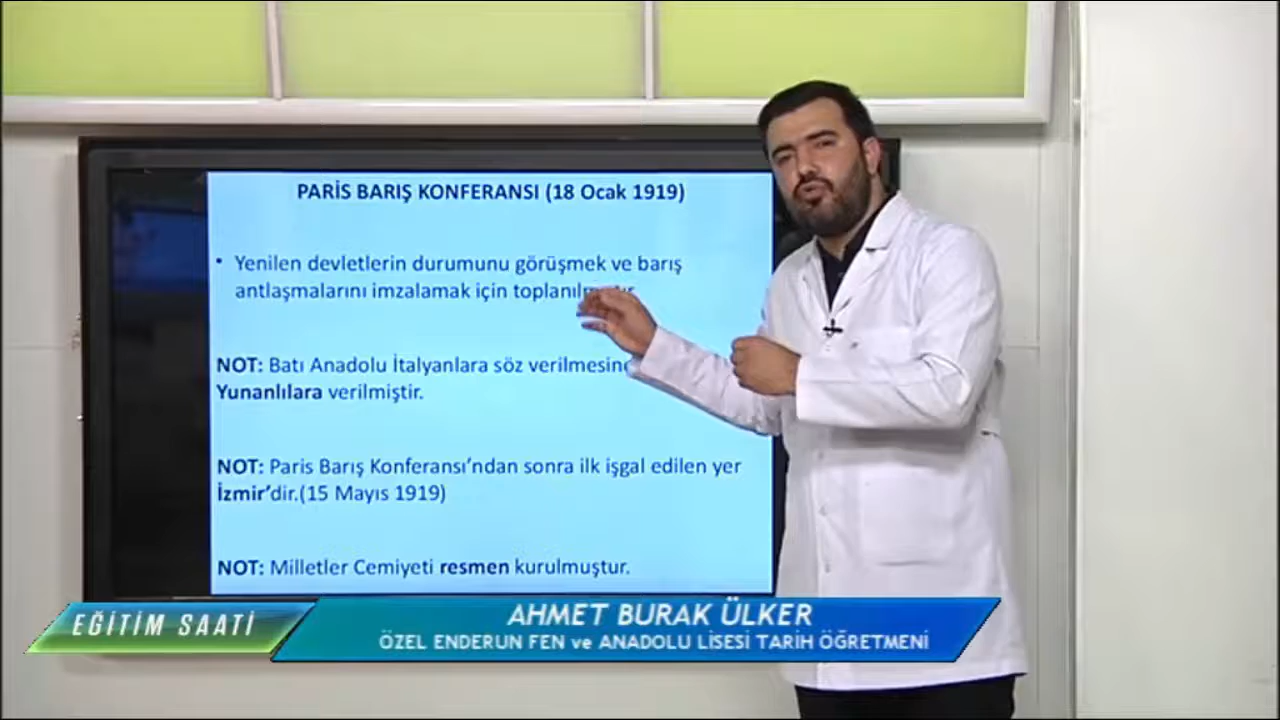 PARİS BARIŞ KONFERANSI (18 Ocak 1919)
• Yenilen devletlerin durumunu görüşmek ve barış
antlaşmalarını imzalamak için
NOT: Batı Anadolu İtalyanlara söz verilmesine
Yunanlılara verilmiştir.
NOT: Paris Barış Konferansı'ndan sonra ilk işgal edilen yer
İzmir'dir.(15 Mayıs 1919)
NOT: Milletler Cemiyeti resmen kurulmuştur.
EĞİTİM SAATİ
AHMET BURAK ÜLKER
ÖZEL ENDERUN FEN ve ANADOLU LİSESİ TARİH ÖĞRETMENİ